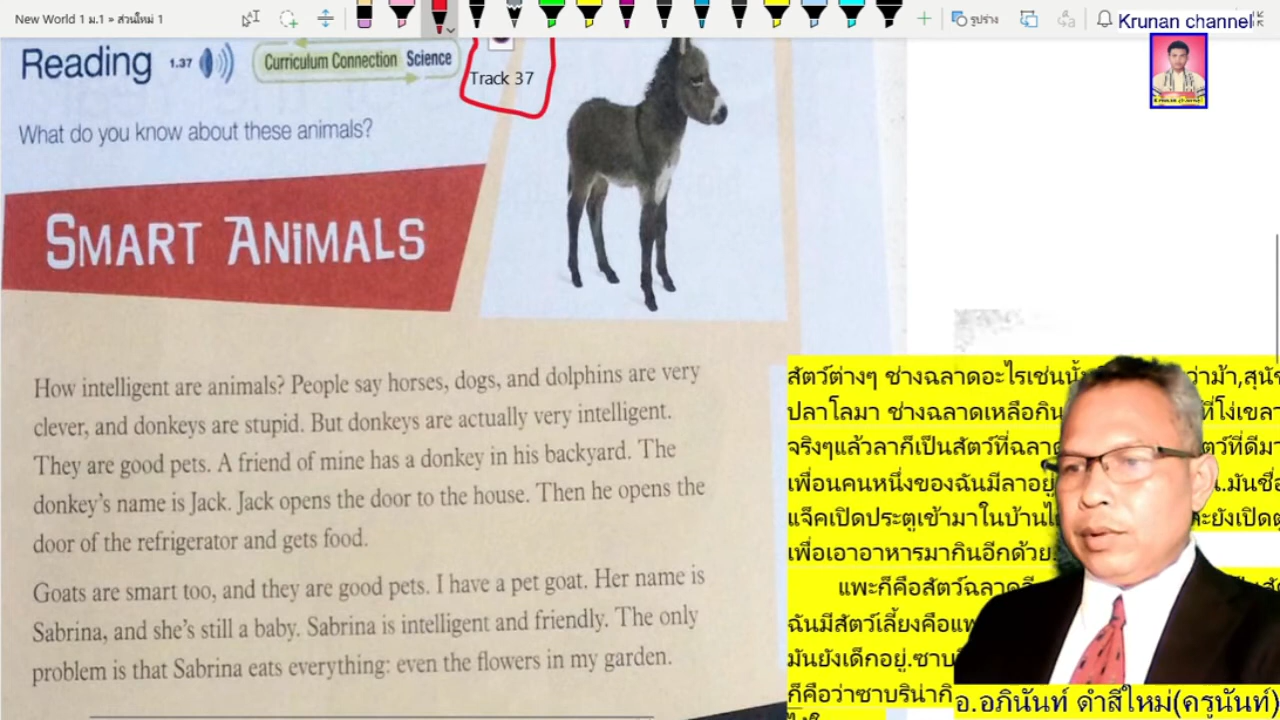 New World 1 ม.1 » ส่วนใหม่ 1
รูปร่าง
Krunan channel
Reading 1.37 Curriculum Connection Science
Track 37
What do you know about these animals?
SMART ANIMALS
How intelligent are animals? People say horses, dogs, and dolphins are very
clever, and donkeys are stupid. But donkeys are actually very intelligent.
They are good pets. A friend of mine has a donkey in his backyard. The
donkey's name is Jack. Jack opens the door to the house. Then he opens the
door of the refrigerator and gets food.
Goats are smart too, and they are good pets. I have a pet goat. Her name is
Sabrina, and she's still a baby. Sabrina is intelligent and friendly. The only
problem is that Sabrina eats everything: even the flowers in my garden.
สัตว์ต่างๆ ช่างฉลาดอะไรเช่นนั้น ว่าม้า,สุนัข
ปลาโลมา ช่างฉลาดเหลือกิน ที่โง่เขลา
จริงๆแล้วลาก็เป็นสัตว์ที่ฉลาด
เพื่อนคนหนึ่งของฉันมีลาอยู่ มันชื่อ
แจ็คเปิดประตูเข้ามาในบ้าน
เพื่อเอาอาหารมากินอีกด้วย
แพะก็คือสัตว์ฉลาด
ฉันมีสัตว์เลี้ยงคือแพะ
มันยังเด็กอยู่.ซาบ
ก็คือว่าซาบริน่ากิ
อ.อภินันท์ ดำสีใหม่(ครูนันท์)